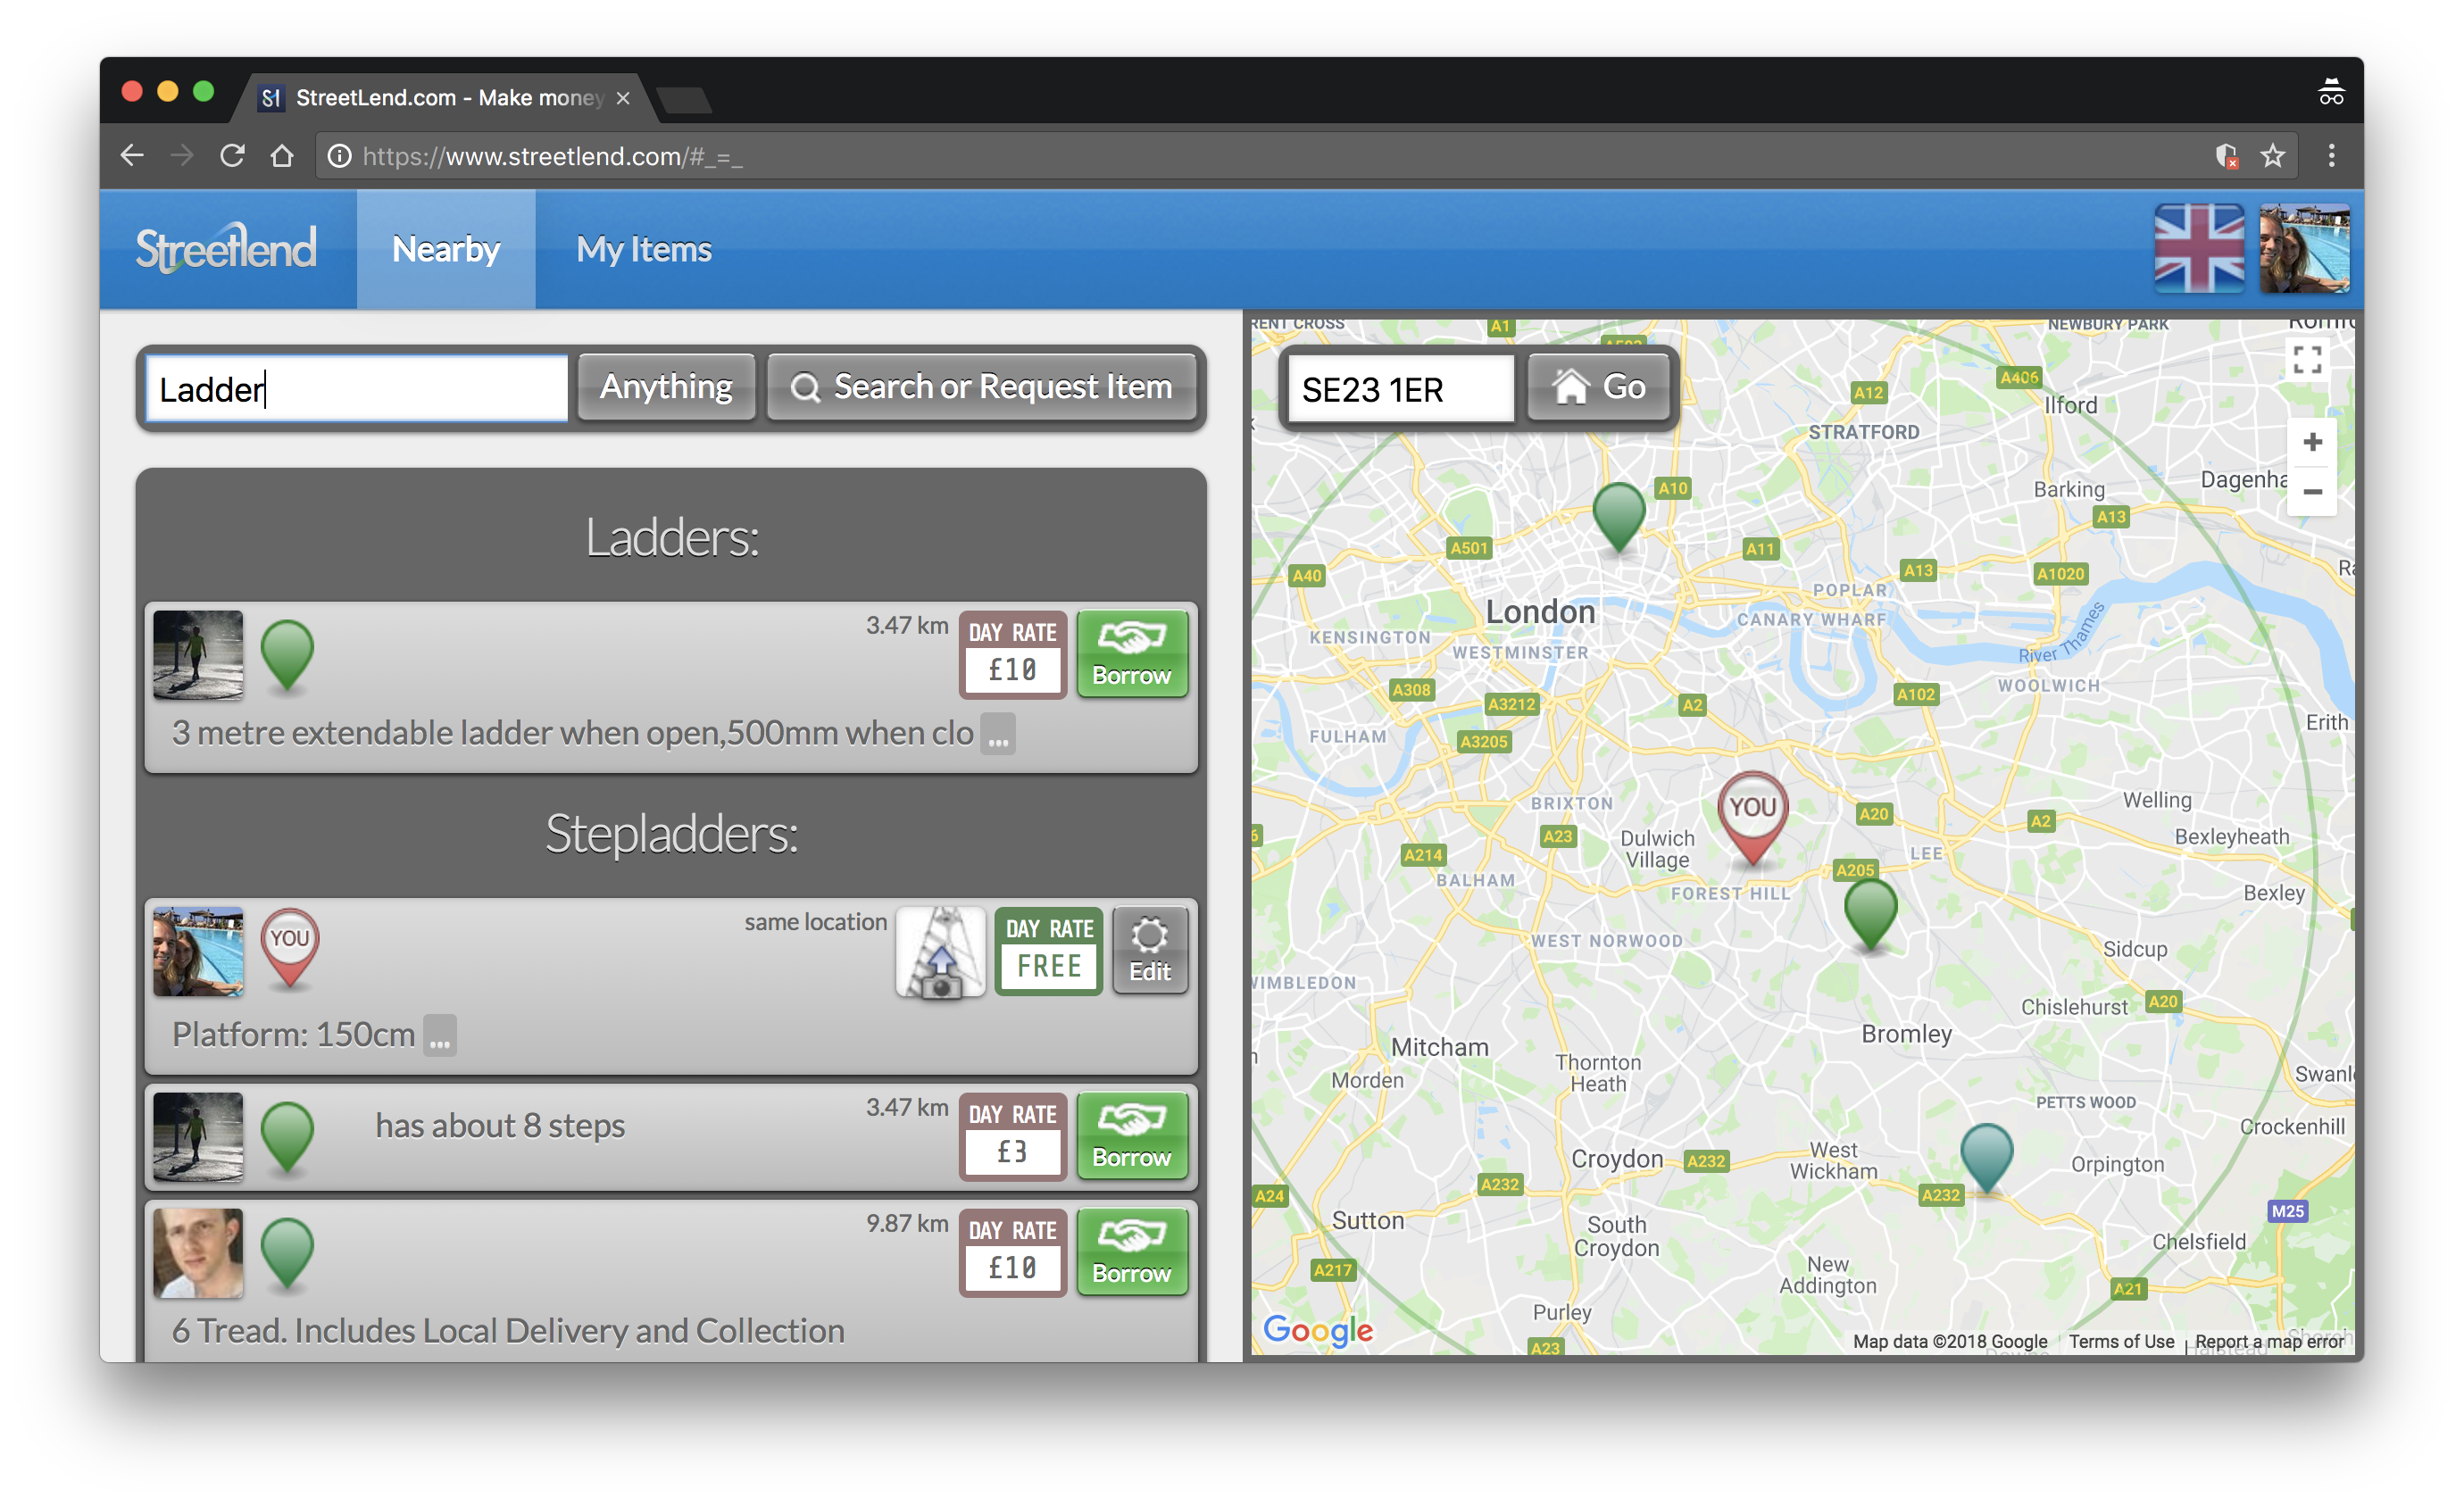 StreetLend.com - Make money
https://www.streetlend.com/#_=_
Streetlend
Nearby
My Items
Ladder
Anything
Search or Request Item
Ladders:
3.47 km
DAY RATE
£10
Borrow
3 metre extendable ladder when open,500mm when clo ...
Stepladders:
YOU
same location
DAY RATE
FREE
Edit
Platform: 150cm ...
has about 8 steps
3.47 km
DAY RATE
£3
Borrow
9.87 km
DAY RATE
£10
Borrow
6 Tread. Includes Local Delivery and Collection
SE23 1ER
Go
RENT CROSS
A1
NEWBURY PARK
A406
A12
Ilford
STRATFORD
A10
Barking
Dagenha
A13
A501
A11
A40
A13
A1020
POPLAR
London
CANARY WHARF
KENSINGTON
WESTMINSTER
River Thames
WOOLWICH
A308
A3212
A2
A102
Erith
FULHAM
A3205
YOU
BRIXTON
Welling
A20
A2
A23
Dulwich
Village
Bexleyheath
A214
LEE
BALHAM
A205
FOREST HILL
Bexley
WEST NORWOOD
Sidcup
WIMBLEDON
Chislehurst
A20
Bromley
Mitcham
Thornton
Heath
Morden
Swanl
PETTS WOOD
Crockenhill
Croydon
A232
West
Wickham
Orpington
A232
A24
A232
M25
Sutton
South
Croydon
Chelsfield
A217
New
Addington
A21
Purley
A23
Google
Map data ©2018 Google
Terms of Use
Report a map error